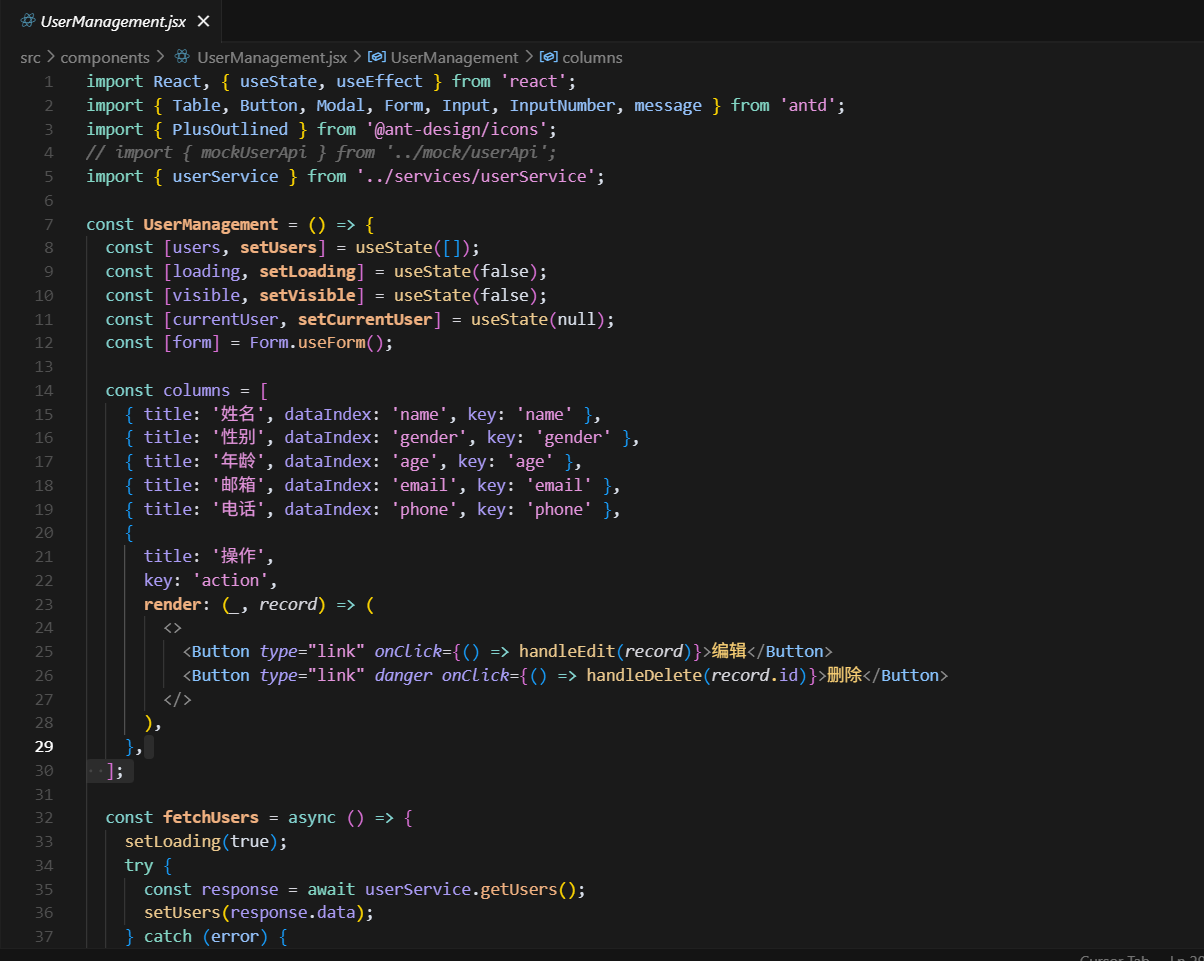 UserManagement.jsx
src > components > UserManagement.jsx > UserManagement > columns
1 import React, { useState, useEffect } from 'react';
2 import { Table, Button, Modal, Form, Input, InputNumber, message } from 'antd';
3 import { PlusOutlined } from '@ant-design/icons';
4 // import { mockUserApi } from '../mock/userApi';
5 import { userService } from '../services/userService';
6
7 const UserManagement = () => {
8   const [users, setUsers] = useState([]);
9   const [loading, setLoading] = useState(false);
10   const [visible, setVisible] = useState(false);
11   const [currentUser, setCurrentUser] = useState(null);
12   const [form] = Form.useForm();
13
14   const columns = [
15     { title: '姓名', dataIndex: 'name', key: 'name' },
16     { title: '性别', dataIndex: 'gender', key: 'gender' },
17     { title: '年龄', dataIndex: 'age', key: 'age' },
18     { title: '邮箱', dataIndex: 'email', key: 'email' },
19     { title: '电话', dataIndex: 'phone', key: 'phone' },
20     {
21       title: '操作',
22       key: 'action',
23       render: (_, record) => (
24         <>
25           <Button type="link" onClick={() => handleEdit(record)}>编辑</Button>
26           <Button type="link" danger onClick={() => handleDelete(record.id)}>删除</Button>
27         </>
28       ),
29     },
30   ];
31
32   const fetchUsers = async () => {
33     setLoading(true);
34     try {
35       const response = await userService.getUsers();
36       setUsers(response.data);
37     } catch (error) {
Cursor Tab